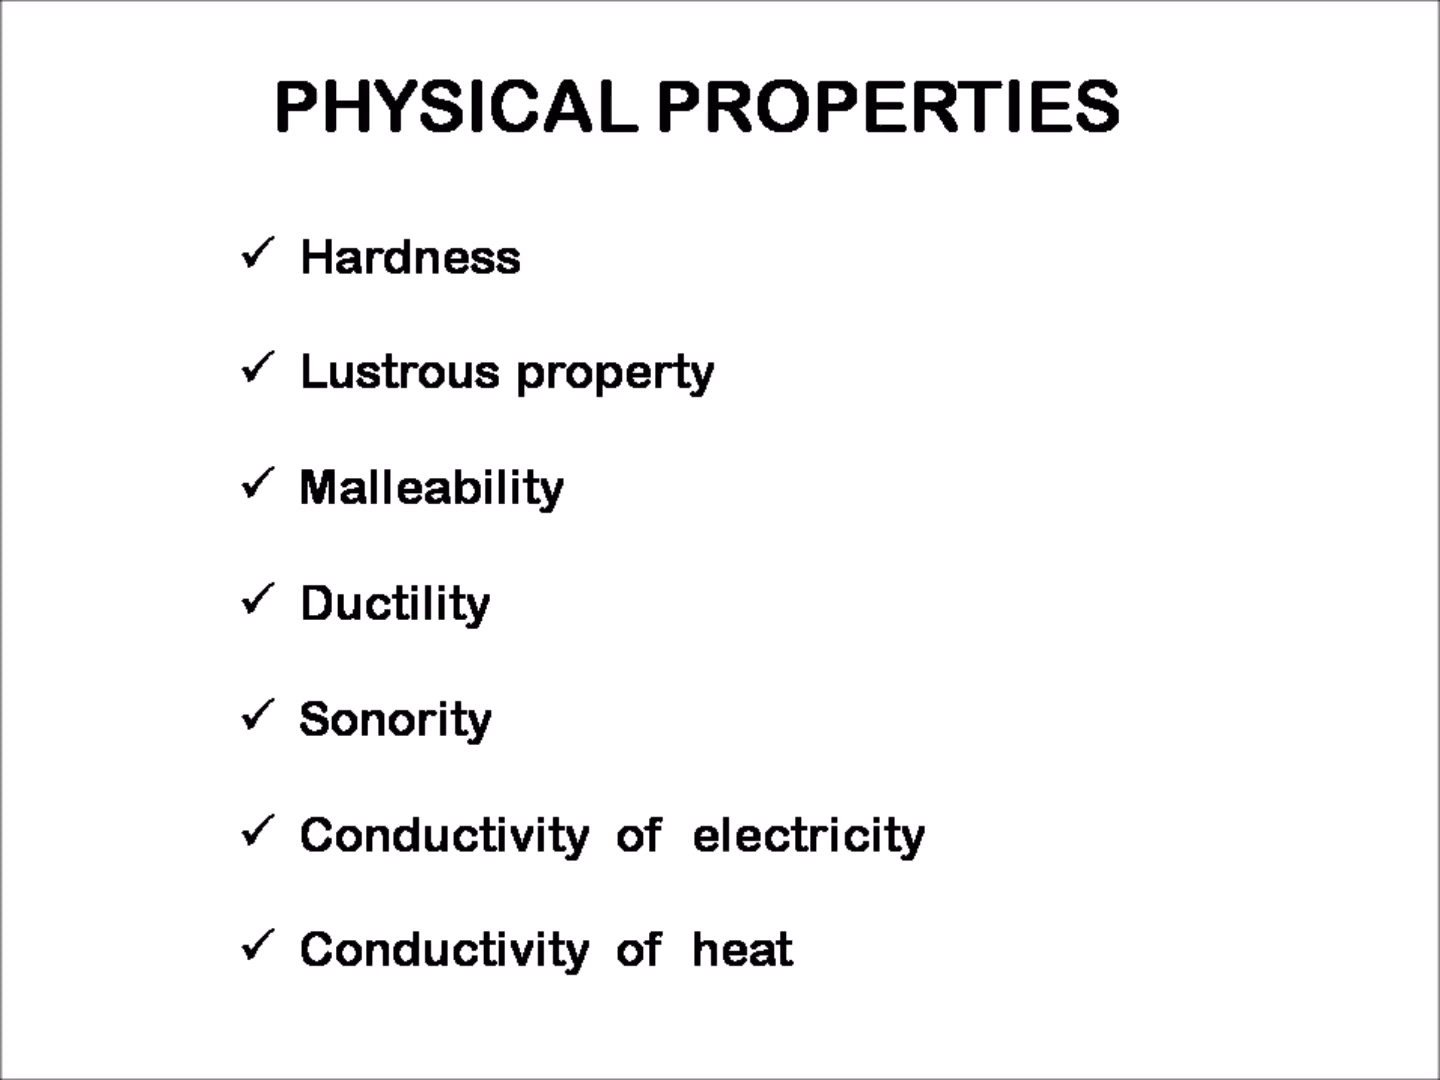 PHYSICAL PROPERTIES
✓ Hardness
✓ Lustrous property
✓ Malleability
✓ Ductility
✓ Sonority
✓ Conductivity of electricity
✓ Conductivity of heat